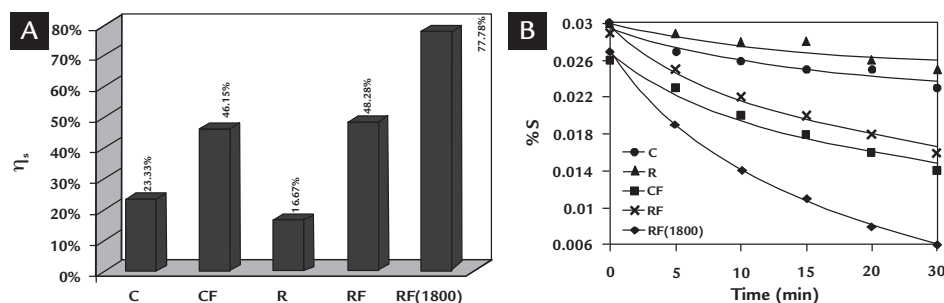 A
80%
70%
60%
50%
40%
30%
20%
10%
0%
ηs
23.33%
46.15%
16.67%
48.28%
77.78%
C CF R RF RF(1800)
B
0.03
0.026
0.022
0.018
0.014
0.01
0.006
%S
C
R
CF
RF
RF(1800)
0 5 10 15 20 30
Time (min)